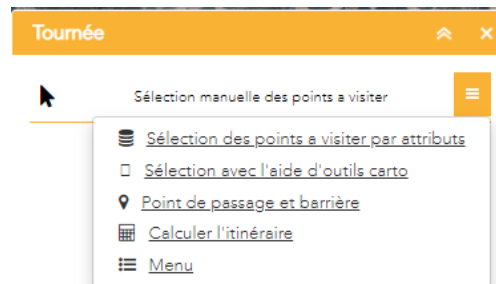 Tournée
Sélection manuelle des points a visiter
Sélection des points a visiter par attributs
Sélection avec l'aide d'outils carto
Point de passage et barrière
Calculer l'itinéraire
Menu